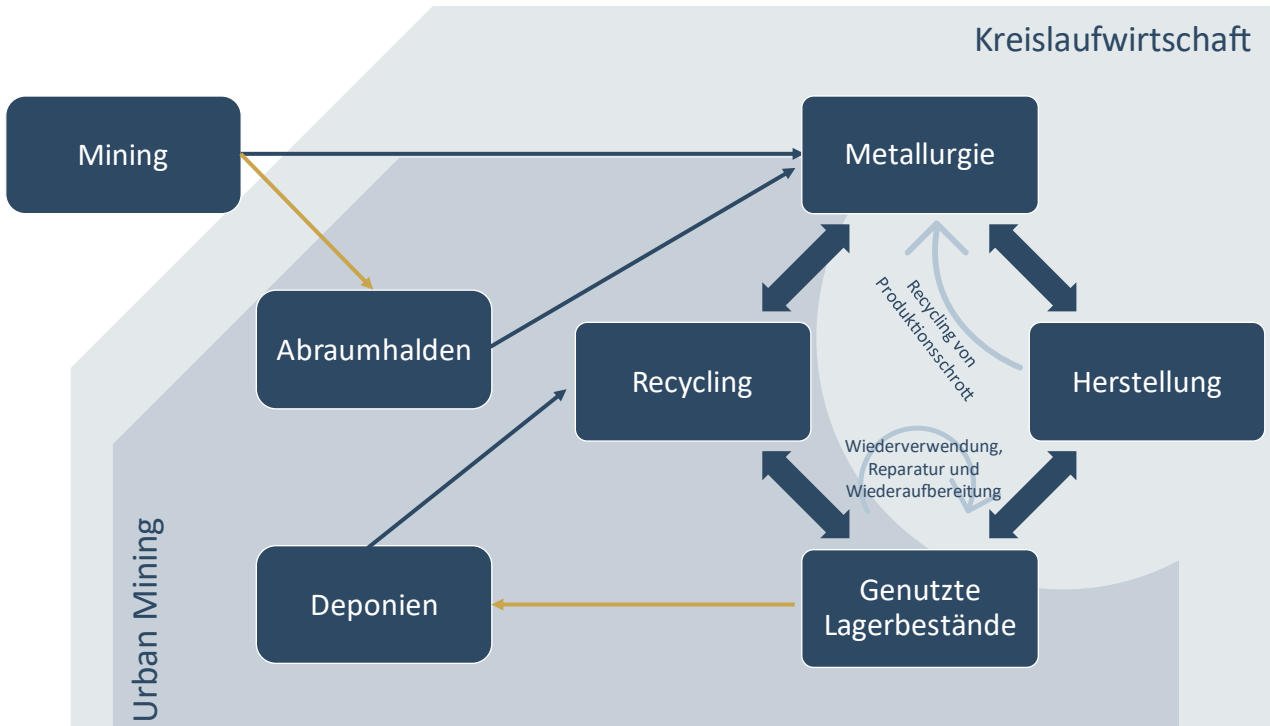 Kreislaufwirtschaft
Mining
Metallurgie
Abraumhalden
Recycling
Recycling von
Produktionsschrott
Herstellung
Wiederverwendung,
Reparatur und
Wiederaufbereitung
Urban Mining
Deponien
Genutzte
Lagerbestände